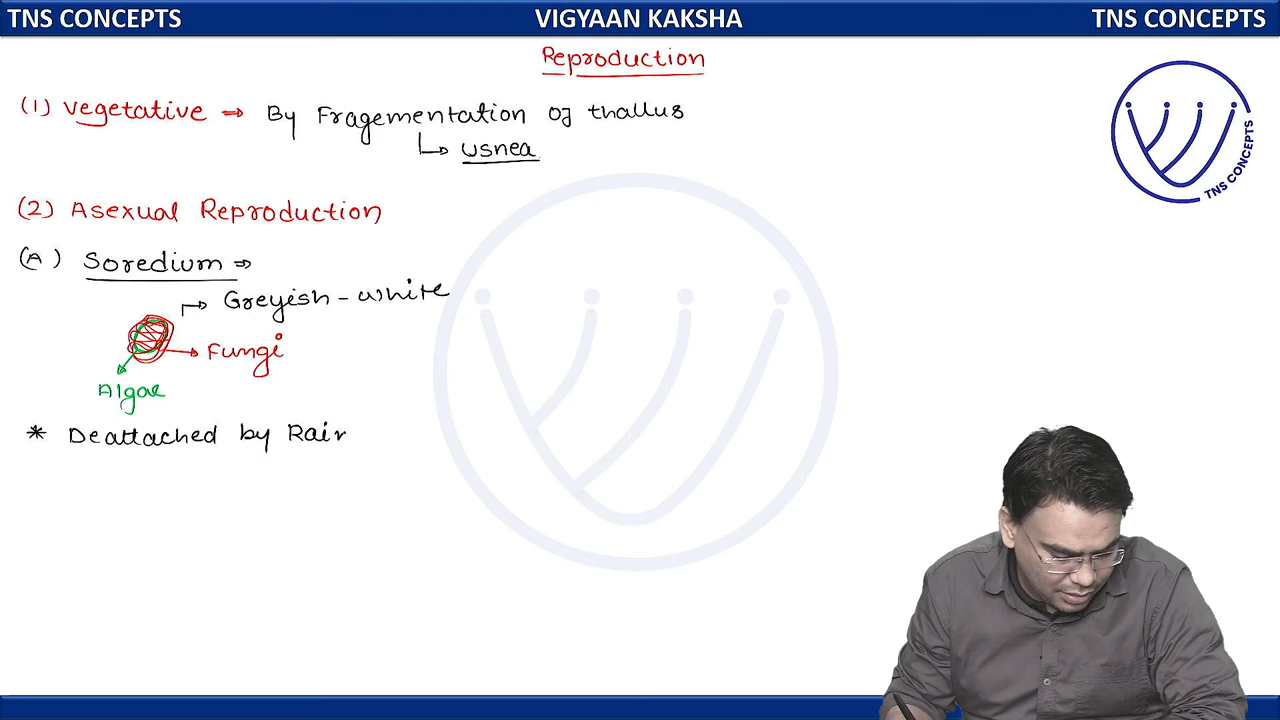 TNS CONCEPTS VIGYAAN KAKSHA TNS CONCEPTS
Reproduction
(1) Vegetative ⇒ By Fragementation of thallus
↳ usnea
TNS CONCEPTS
(2) Asexual Reproduction
(A) Soredium ⇒
→ Greyish-white
→ Fungi
Algae
* Deattached by Rair